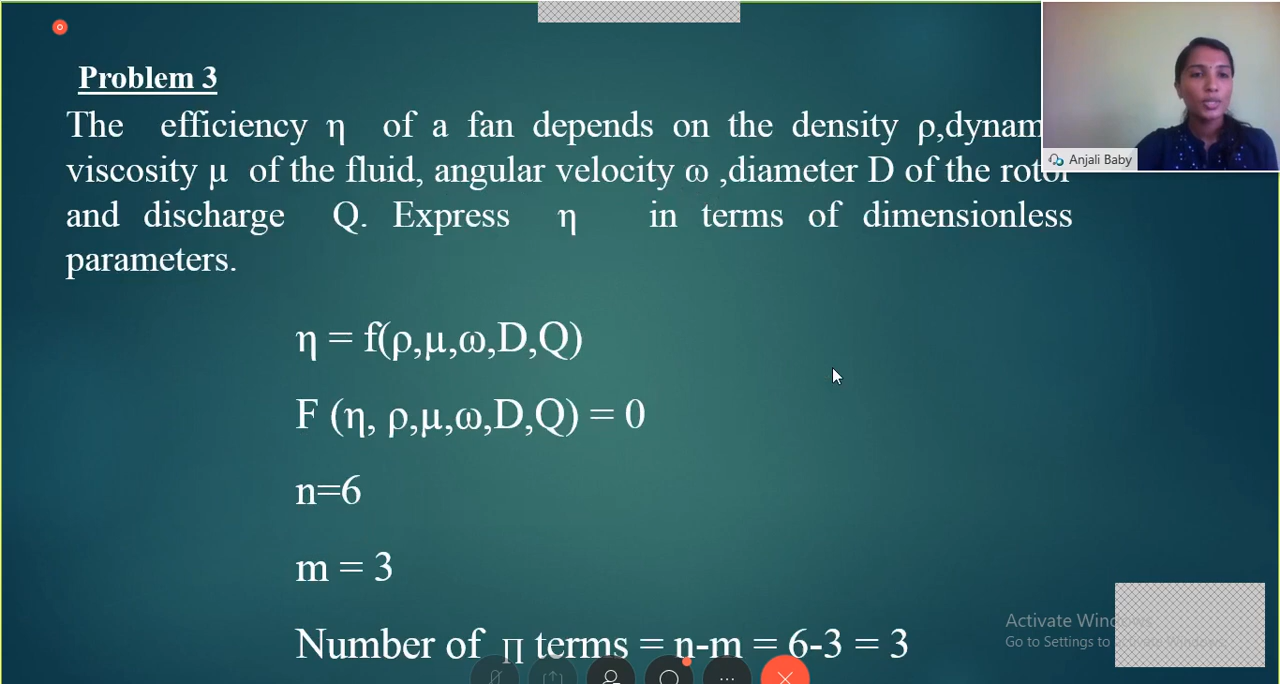 Problem 3
The efficiency η of a fan depends on the density ρ,dynam
viscosity μ of the fluid, angular velocity ω ,diameter D of the rotor
and discharge Q. Express η in terms of dimensionless
parameters.
η = f(ρ,μ,ω,D,Q)
F (η, ρ,μ,ω,D,Q) = 0
n=6
m = 3
Number of ∏ terms = n-m = 6-3 = 3
Anjali Baby
Activate Win
Go to Settings to